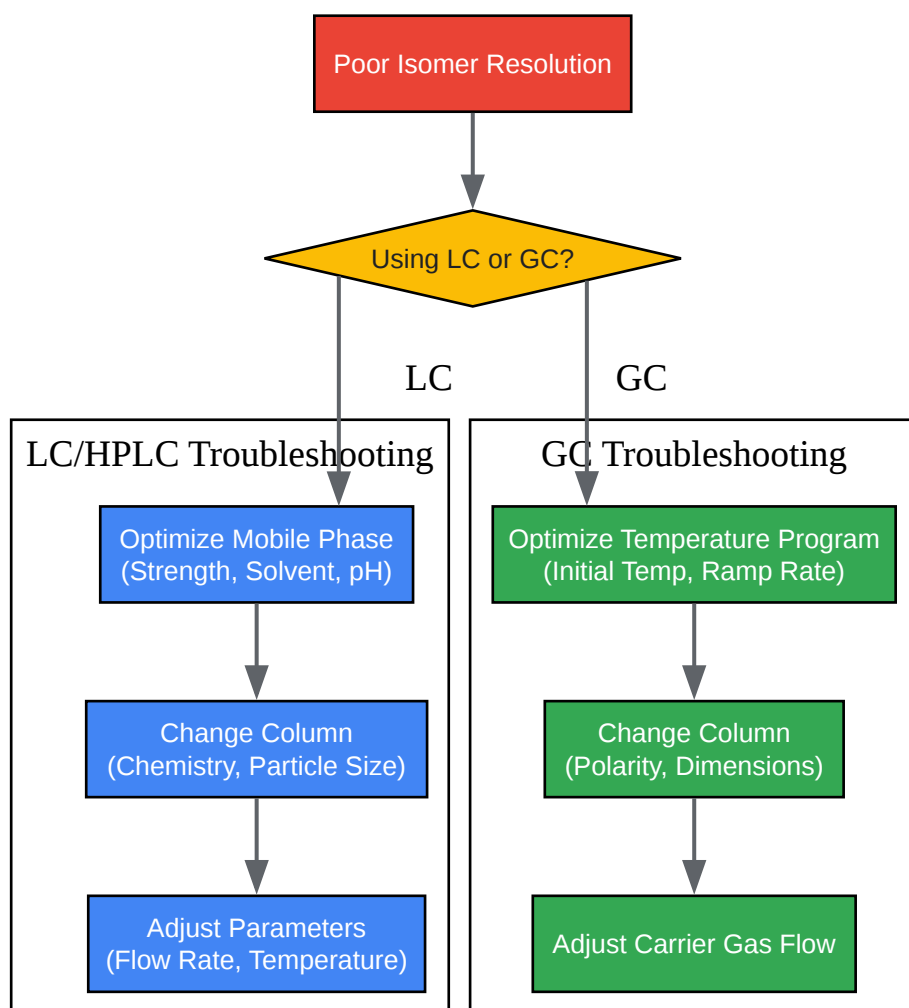 Poor Isomer Resolution
Using LC or GC?
LC
GC
LC/HPLC Troubleshooting
Optimize Mobile Phase
(Strength, Solvent, pH)
Change Column
(Chemistry, Particle Size)
Adjust Parameters
(Flow Rate, Temperature)
GC Troubleshooting
Optimize Temperature Program
(Initial Temp, Ramp Rate)
Change Column
(Polarity, Dimensions)
Adjust Carrier Gas Flow